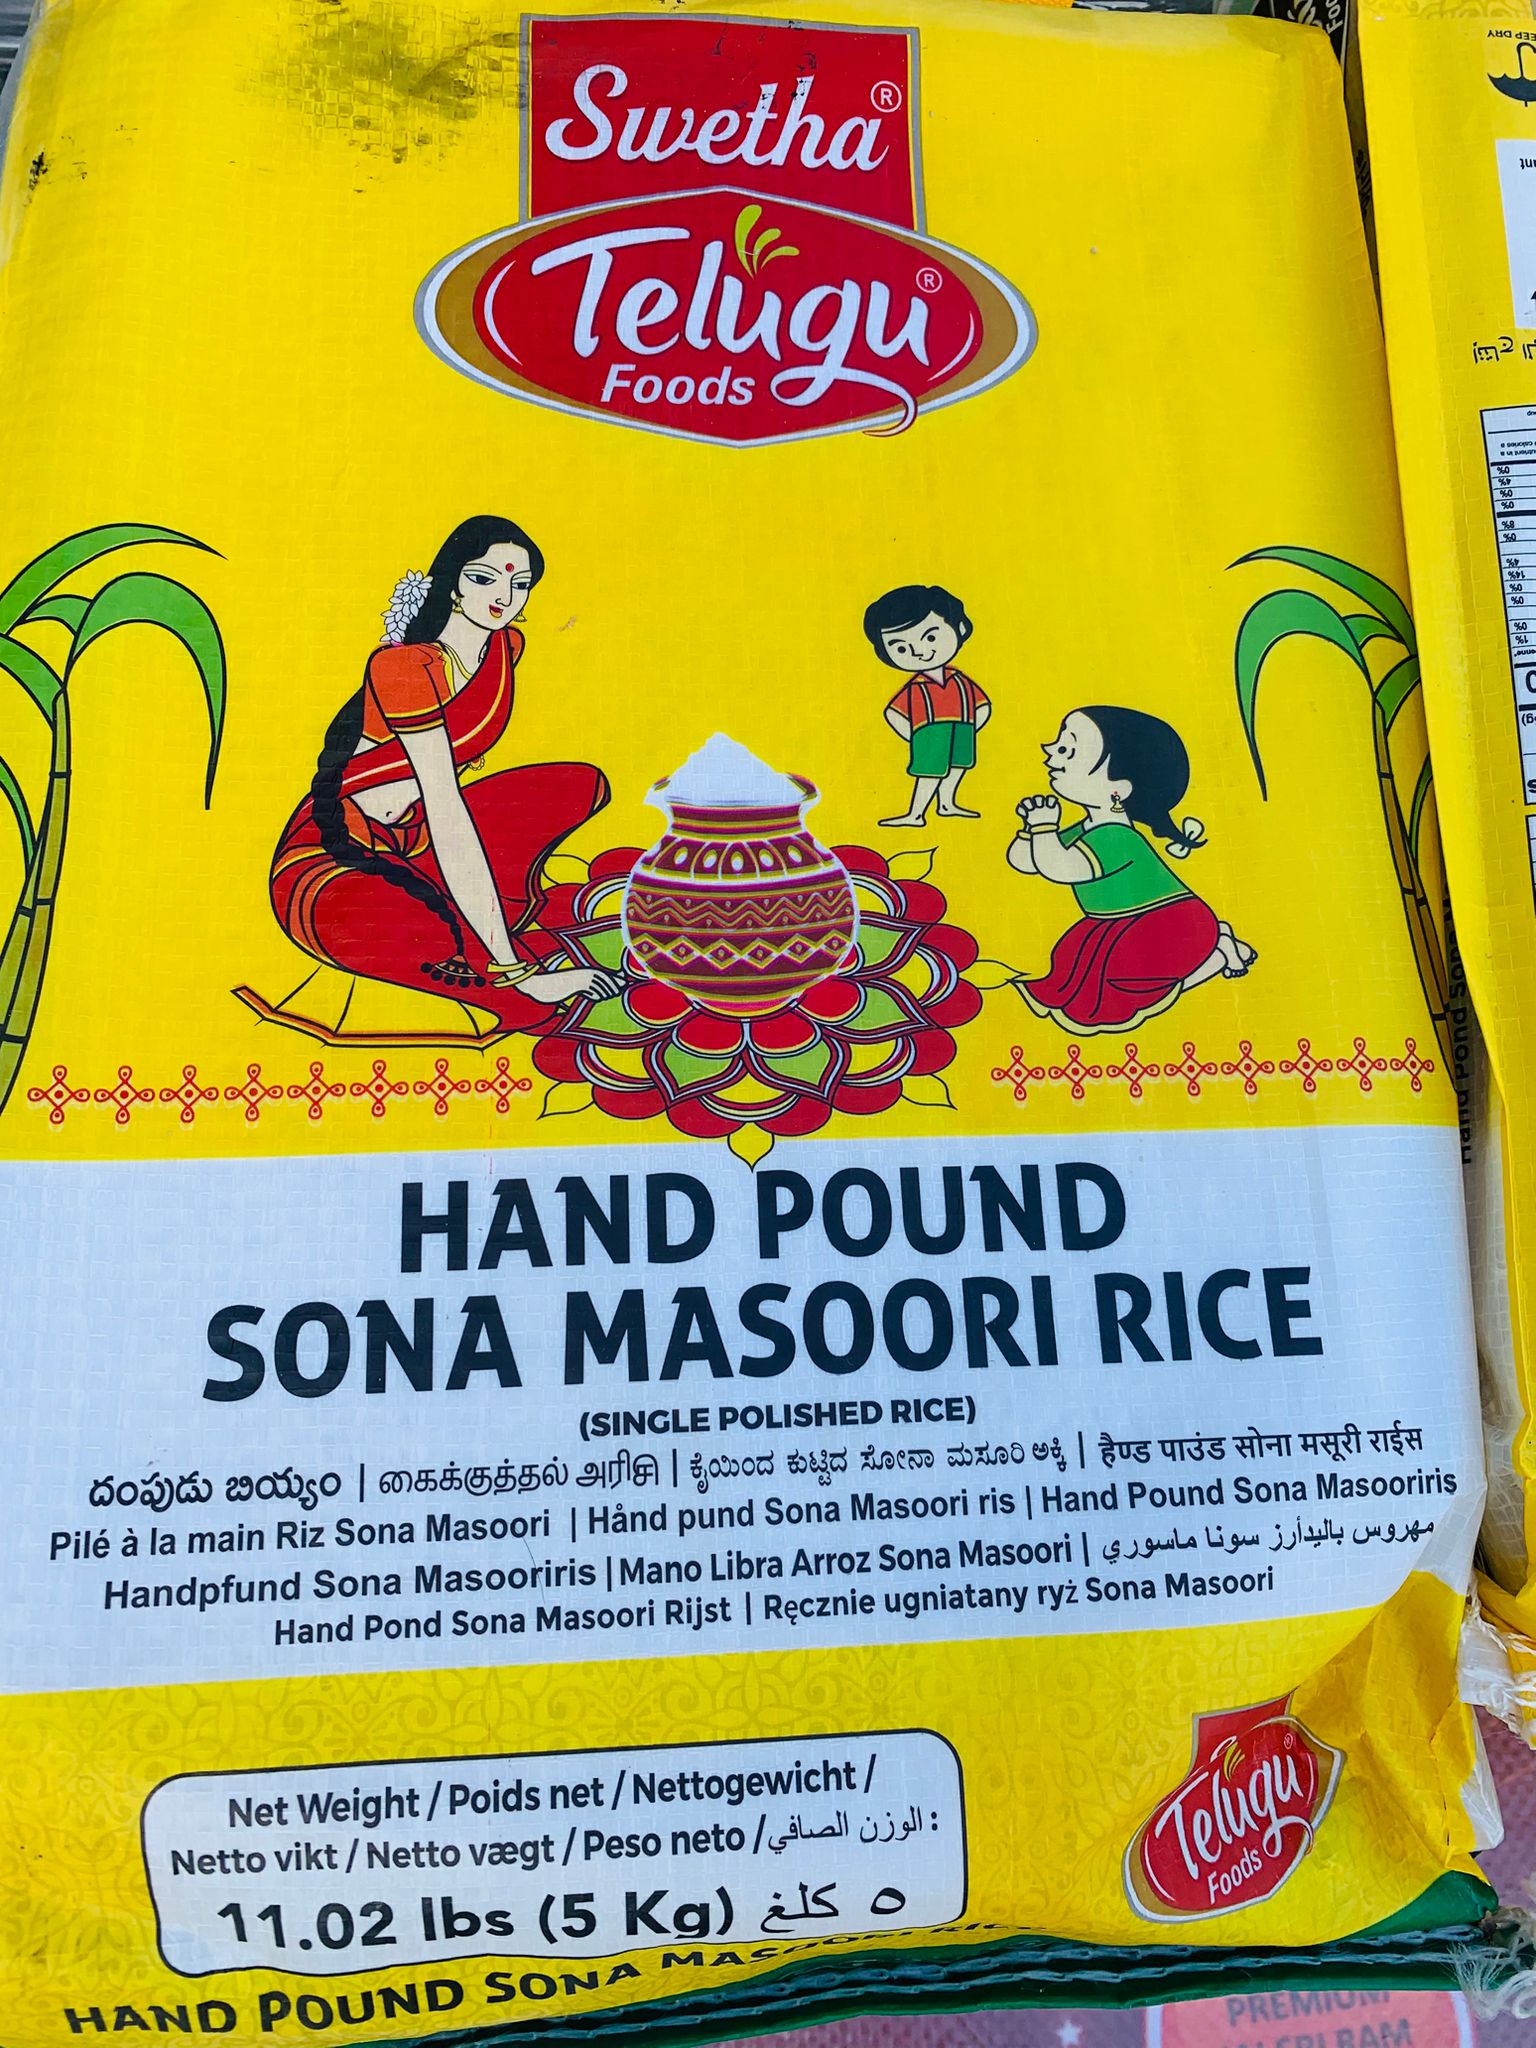 Swetha®
Telugu®
Foods
HAND POUND
SONA MASOORI RICE
(SINGLE POLISHED RICE)
దంపుడు బియ్యం | கைக்குத்தல் அரிசி | ಕೈಯಿಂದ ಕುಟ್ಟಿದ ಸೋನಾ ಮಸೂರಿ ಅಕ್ಕಿ | हैण्ड पाउंड सोना मसूरी राईस
Pilé à la main Riz Sona Masoori | Hånd pund Sona Masoori ris | Hand Pound Sona Masooriris
Handpfund Sona Masooriris | Mano Libra Arroz Sona Masoori | مهروس باليدأرز سونا ماسوري
Hand Pond Sona Masoori Rijst | Ręcznie ugniatany ryż Sona Masoori
Net Weight / Poids net / Nettogewicht /
Netto vikt / Netto vægt / Peso neto / الوزن الصافي :
11.02 lbs (5 Kg) ٥ كلغ
Telugu®
Foods
HAND POUND SONA MASOORI RICE
Hand Pond Sona
PREMIUM